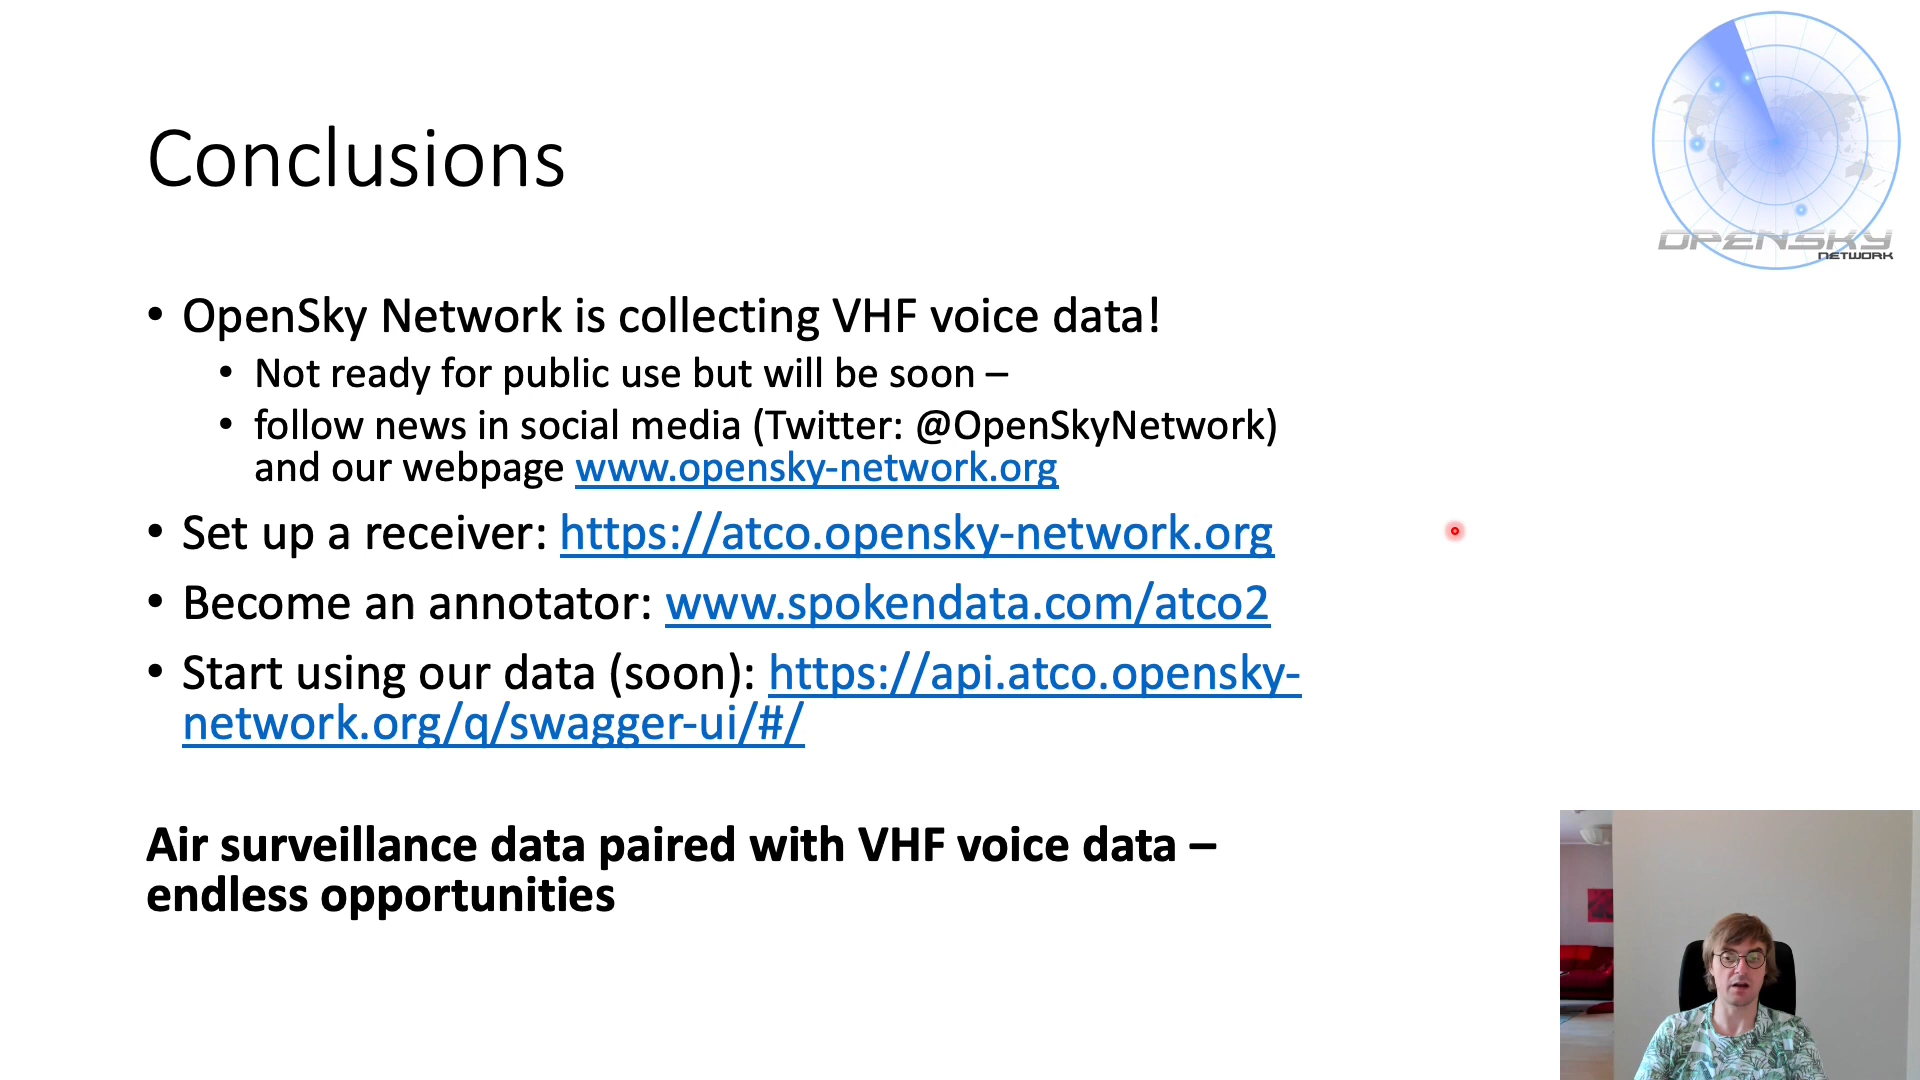 OPENSKY
NETWORK
Conclusions
• OpenSky Network is collecting VHF voice data!
• Not ready for public use but will be soon –
• follow news in social media (Twitter: @OpenSkyNetwork)
and our webpage www.opensky-network.org
• Set up a receiver: https://atco.opensky-network.org
• Become an annotator: www.spokendata.com/atco2
• Start using our data (soon): https://api.atco.opensky-
network.org/q/swagger-ui/#/
Air surveillance data paired with VHF voice data –
endless opportunities